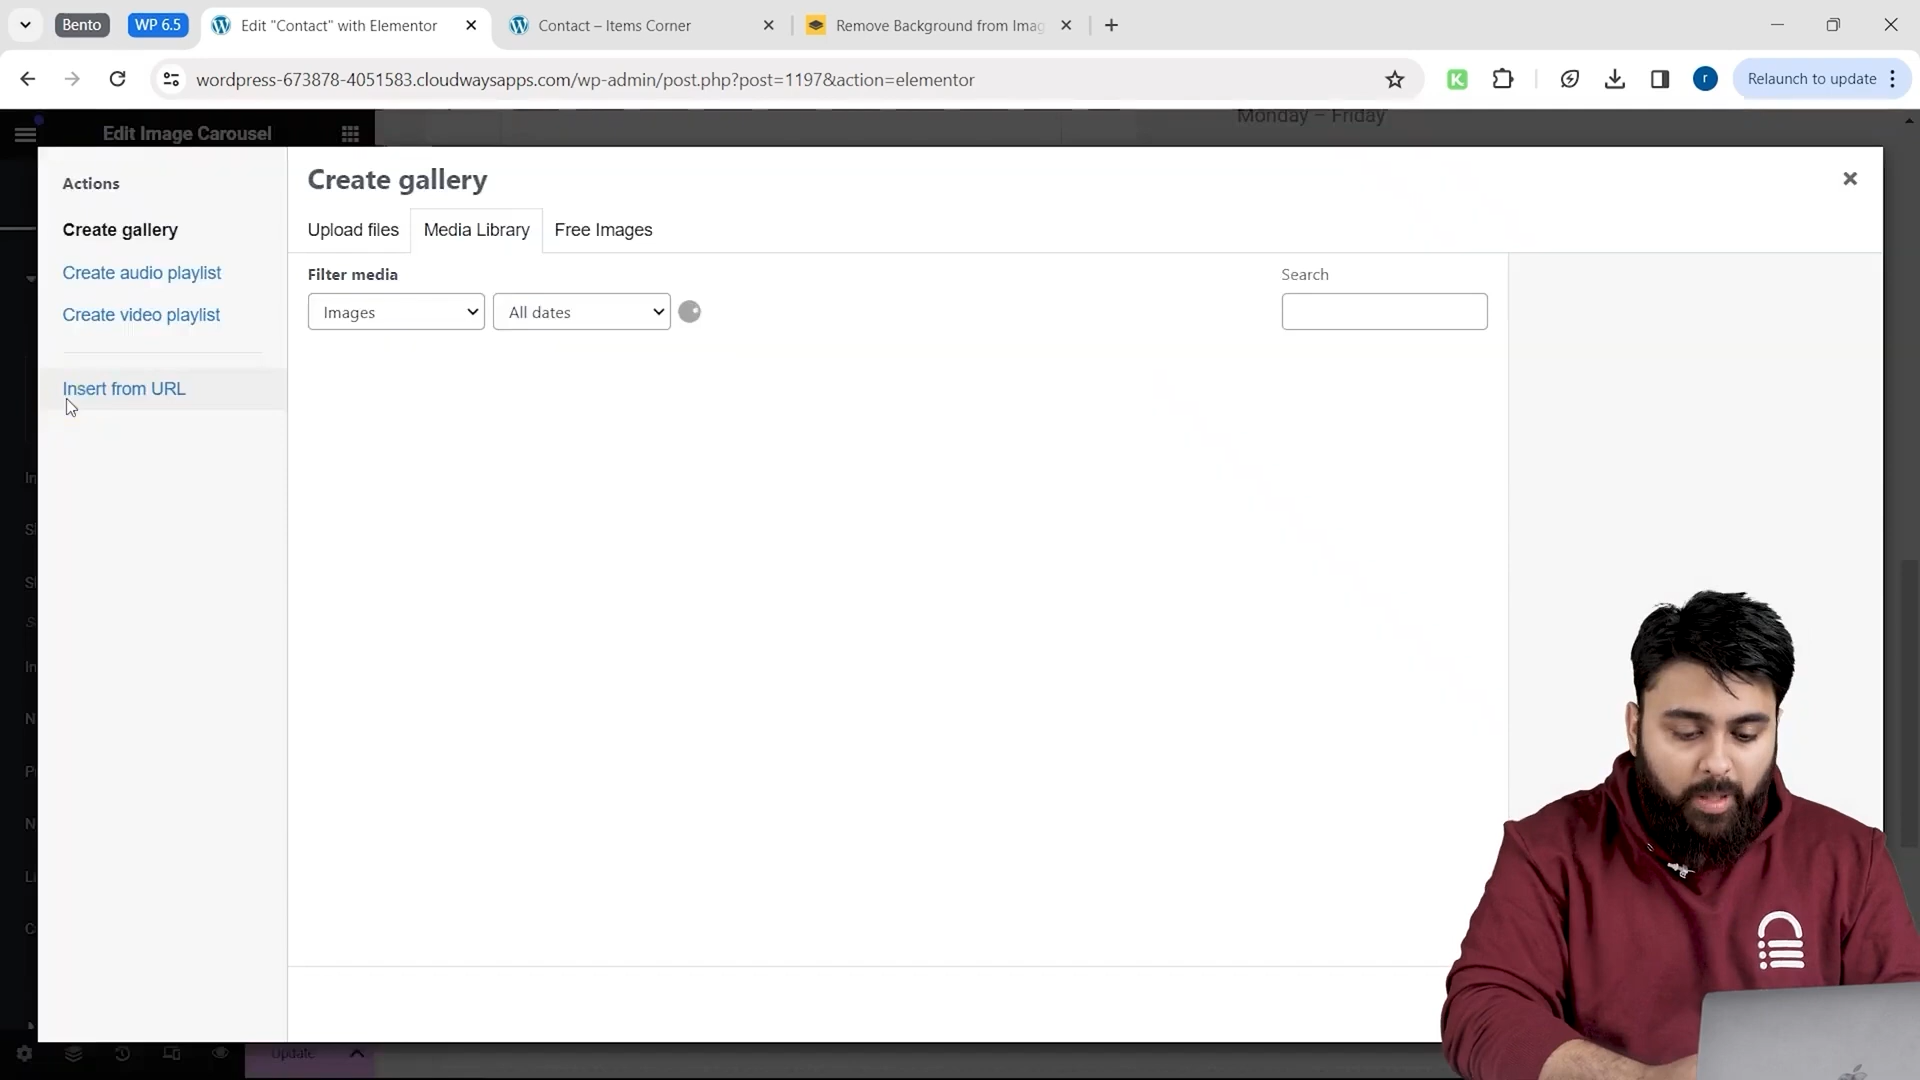 Bento
WP 6.5
Edit "Contact" with Elementor
Contact – Items Corner
Remove Background from Imag
wordpress-673878-4051583.cloudwaysapps.com/wp-admin/post.php?post=1197&action=elementor
K
r
Relaunch to update
Edit Image Carousel
Monday – Friday
Actions
Create gallery
Create audio playlist
Create video playlist
Insert from URL
Create gallery
Upload files
Media Library
Free Images
Filter media
Search
Images
All dates
Update